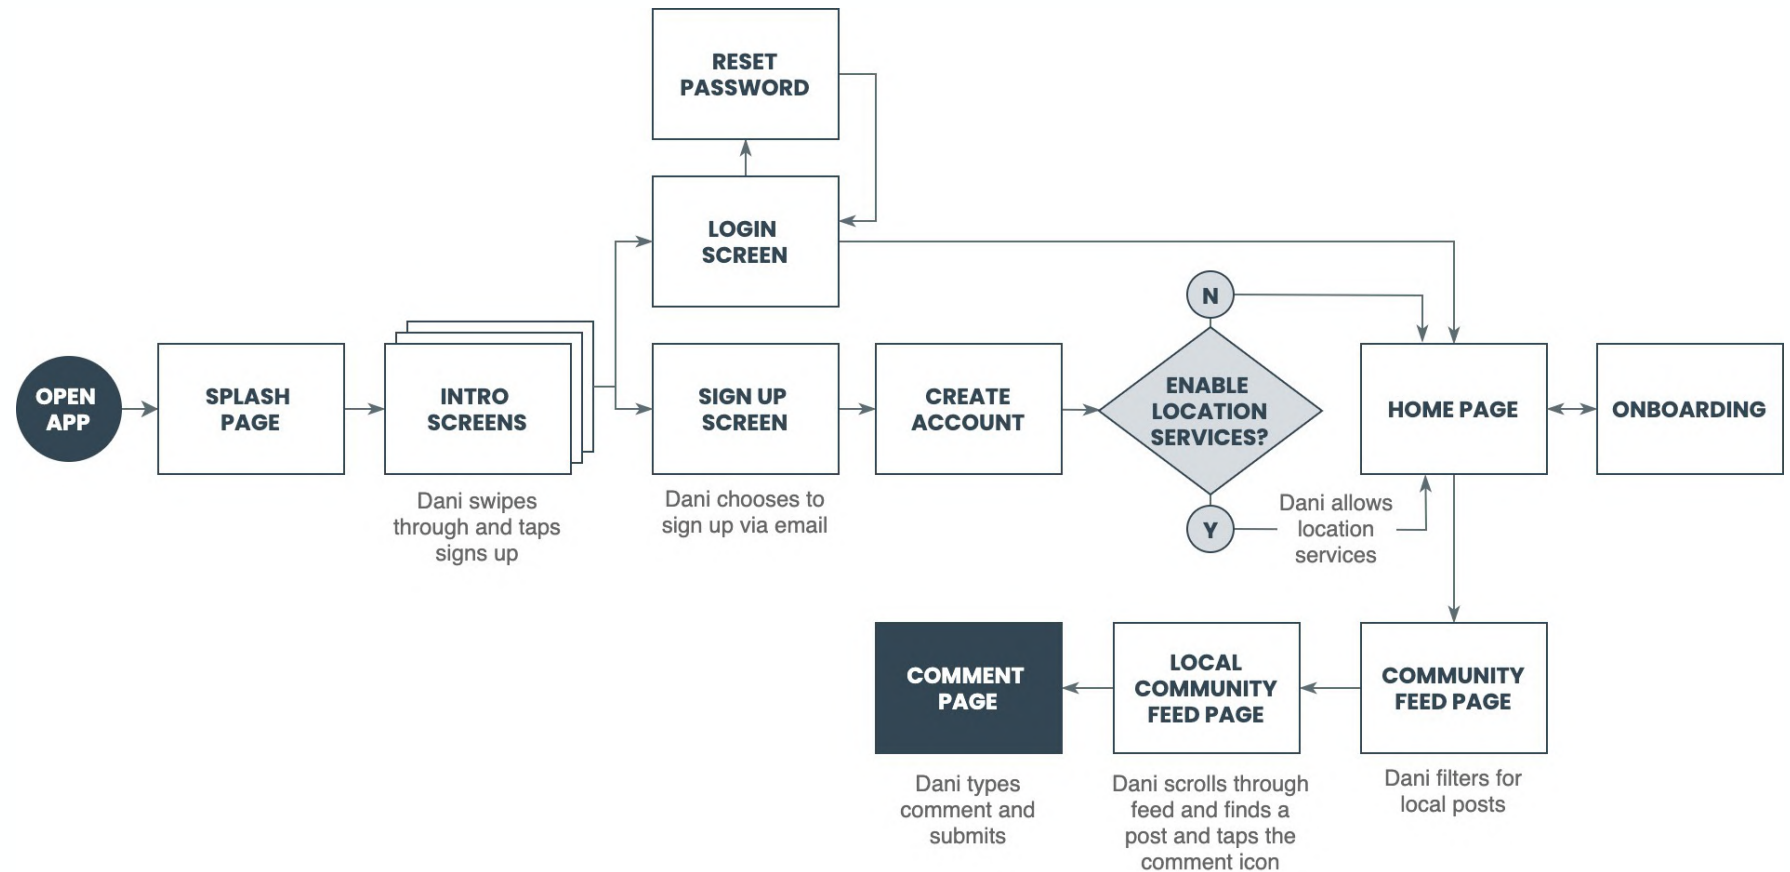 RESET
PASSWORD
LOGIN
SCREEN
N
OPEN
APP
SPLASH
PAGE
INTRO
SCREENS
SIGN UP
SCREEN
CREATE
ACCOUNT
ENABLE
LOCATION
SERVICES?
HOME PAGE
ONBOARDING
Dani swipes
through and taps
signs up
Dani chooses to
sign up via email
Y
Dani allows
location
services
COMMENT
PAGE
LOCAL
COMMUNITY
FEED PAGE
COMMUNITY
FEED PAGE
Dani types
comment and
submits
Dani scrolls through
feed and finds a
post and taps the
comment icon
Dani filters for
local posts